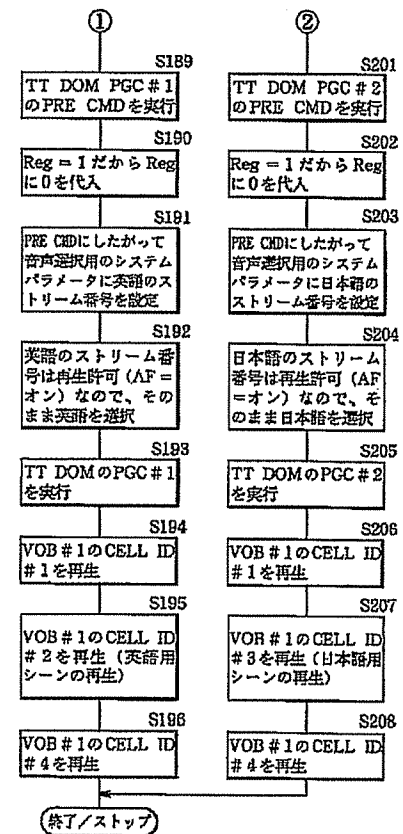 ①
S189
TT DOM PGC#1
のPRE CMDを実行
S190
Reg=1だからReg
に0を代入
S191
PRE CMDにしたがって
音声選択用のシステム
パラメータに英語のス
トリーム番号を設定
S192
英語のストリーム番
号は再生許可(AF=
オン)なので、その
まま英語を選択
S193
TT DOMのPGC#1
を実行
S194
VOB#1のCELL ID
#1を再生
S195
VOB#1のCELL ID
#2を再生(英語用
シーンの再生)
S196
VOB#1のCELL ID
#4を再生
終了/ストップ
②
S201
TT DOM PGC#2
のPRE CMDを実行
S202
Reg=1だからReg
に0を代入
S203
PRE CMDにしたがって
音声選択用のシステム
パラメータに日本語の
ストリーム番号を設定
S204
日本語のストリーム
番号は再生許可(AF
=オン)なので、そ
のまま日本語を選択
S205
TT DOMのPGC#2
を実行
S206
VOB#1のCELL ID
#1を再生
S207
VOB#1のCELL ID
#3を再生(日本語用
シーンの再生)
S208
VOB#1のCELL ID
#4を再生